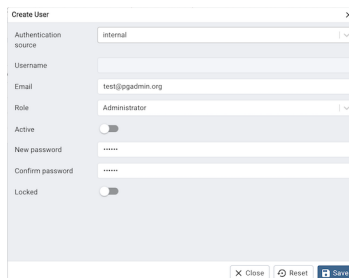 Create User
Authentication source
internal
Username
Email
test@pgadmin.org
Role
Administrator
Active
New password
••••••
Confirm password
••••••
Locked
Close
Reset
Save